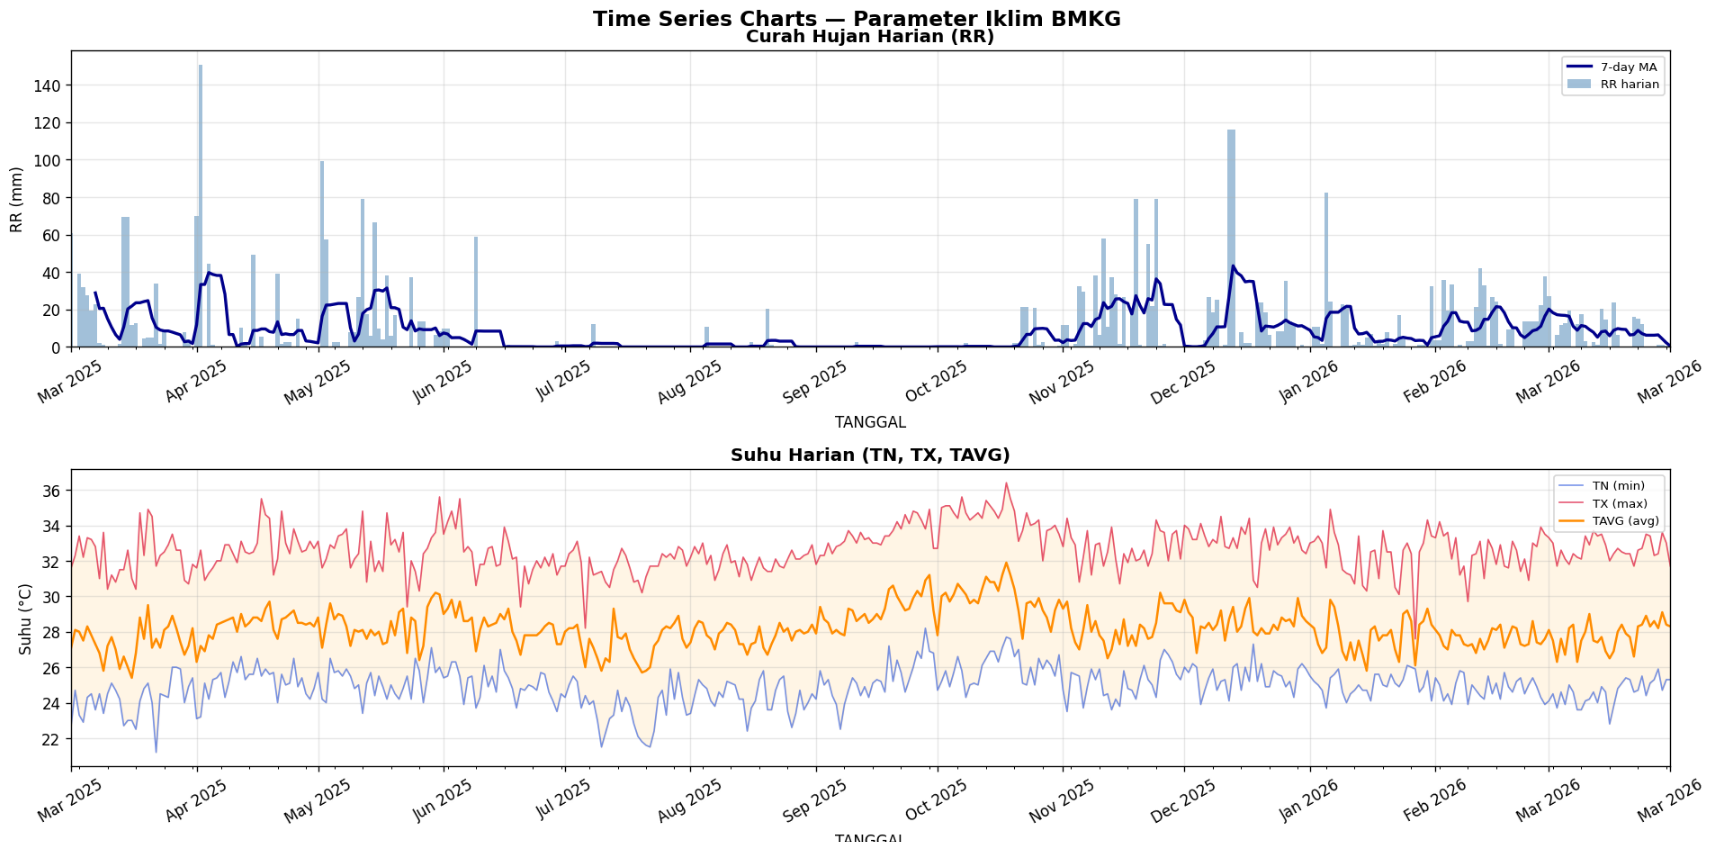 Time Series Charts — Parameter Iklim BMKG
Curah Hujan Harian (RR)
7-day MA
RR harian
RR (mm)
140
120
100
80
60
40
20
0
Mar 2025 Apr 2025 May 2025 Jun 2025 Jul 2025 Aug 2025 Sep 2025 Oct 2025 Nov 2025 Dec 2025 Jan 2026 Feb 2026 Mar 2026 Mar 2026
TANGGAL
Suhu Harian (TN, TX, TAVG)
TN (min)
TX (max)
TAVG (avg)
Suhu (°C)
36
34
32
30
28
26
24
22
Mar 2025 Apr 2025 May 2025 Jun 2025 Jul 2025 Aug 2025 Sep 2025 Oct 2025 Nov 2025 Dec 2025 Jan 2026 Feb 2026 Mar 2026 Mar 2026
TANGGAL